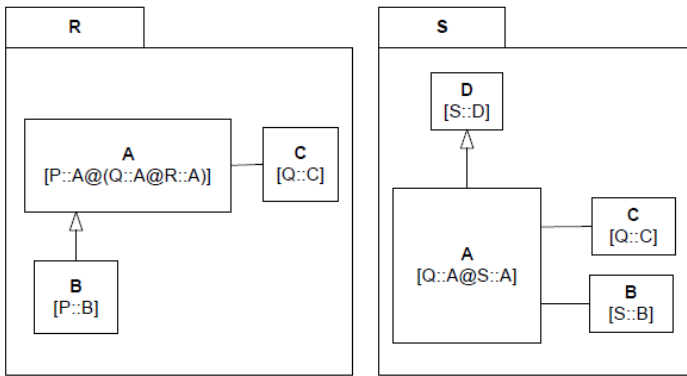 R
A
[P::A@(Q::A@R::A)]
C
[Q::C]
B
[P::B]
S
D
[S::D]
A
[Q::A@S::A]
C
[Q::C]
B
[S::B]